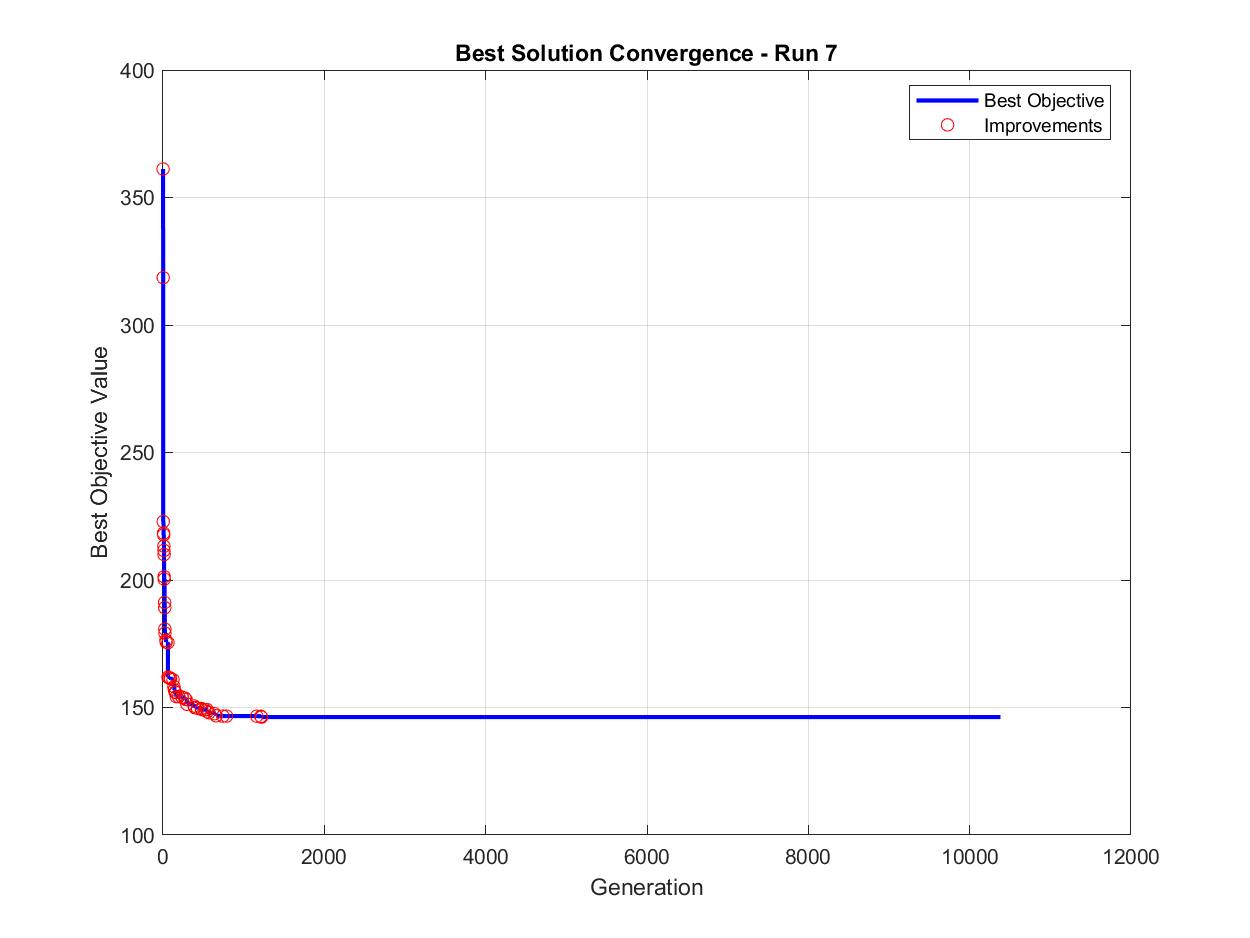 Best Solution Convergence - Run 7
400
350
300
250
200
150
100
Best Objective Value
Best Objective
Improvements
0
2000
4000
6000
8000
10000
12000
Generation